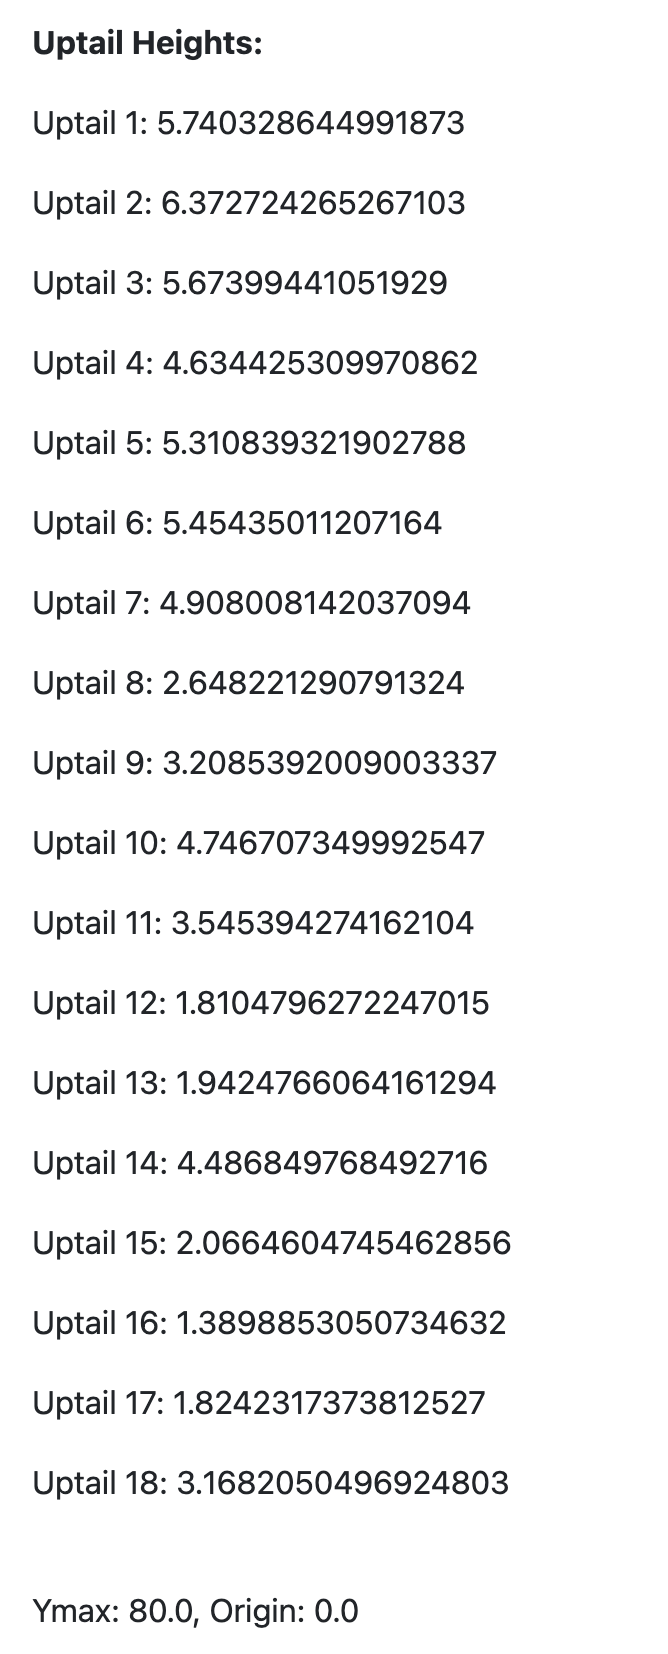 Uptail Heights:
Uptail 1: 5.740328644991873
Uptail 2: 6.372724265267103
Uptail 3: 5.67399441051929
Uptail 4: 4.634425309970862
Uptail 5: 5.310839321902788
Uptail 6: 5.45435011207164
Uptail 7: 4.908008142037094
Uptail 8: 2.648221290791324
Uptail 9: 3.2085392009003337
Uptail 10: 4.746707349992547
Uptail 11: 3.545394274162104
Uptail 12: 1.8104796272247015
Uptail 13: 1.9424766064161294
Uptail 14: 4.486849768492716
Uptail 15: 2.0664604745462856
Uptail 16: 1.3898853050734632
Uptail 17: 1.8242317373812527
Uptail 18: 3.1682050496924803
Ymax: 80.0, Origin: 0.0